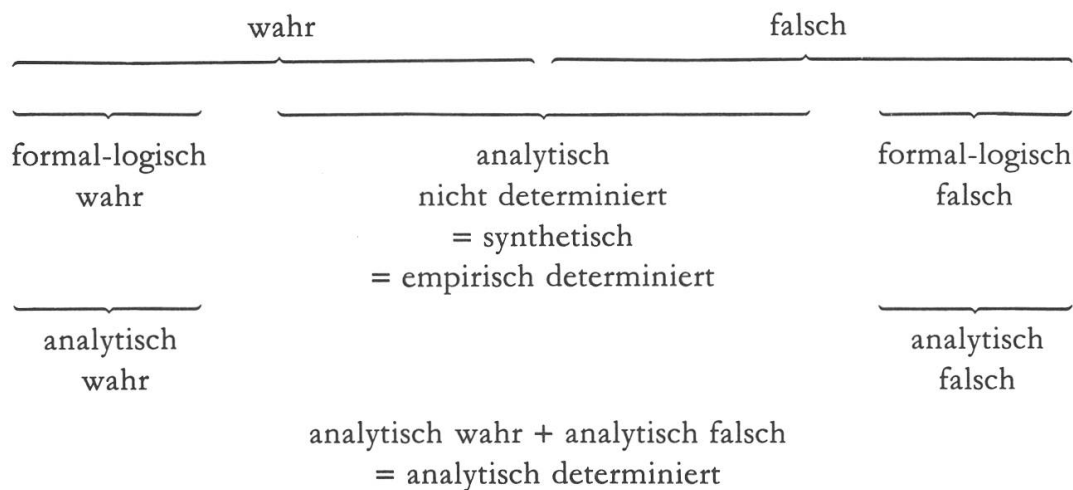 wahr falsch
formal-logisch analytisch formal-logisch
wahr nicht determiniert falsch
= synthetisch
= empirisch determiniert
analytisch analytisch
wahr falsch
analytisch wahr + analytisch falsch
= analytisch determiniert